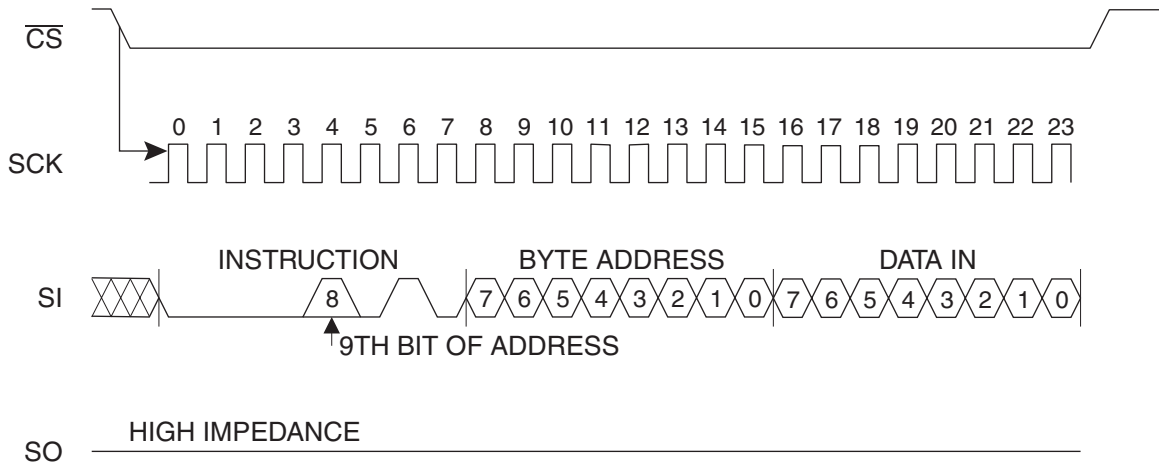 CS
0 1 2 3 4 5 6 7 8 9 10 11 12 13 14 15 16 17 18 19 20 21 22 23
SCK
INSTRUCTION BYTE ADDRESS DATA IN
SI 8 7 6 5 4 3 2 1 0 7 6 5 4 3 2 1 0
9TH BIT OF ADDRESS
HIGH IMPEDANCE
SO